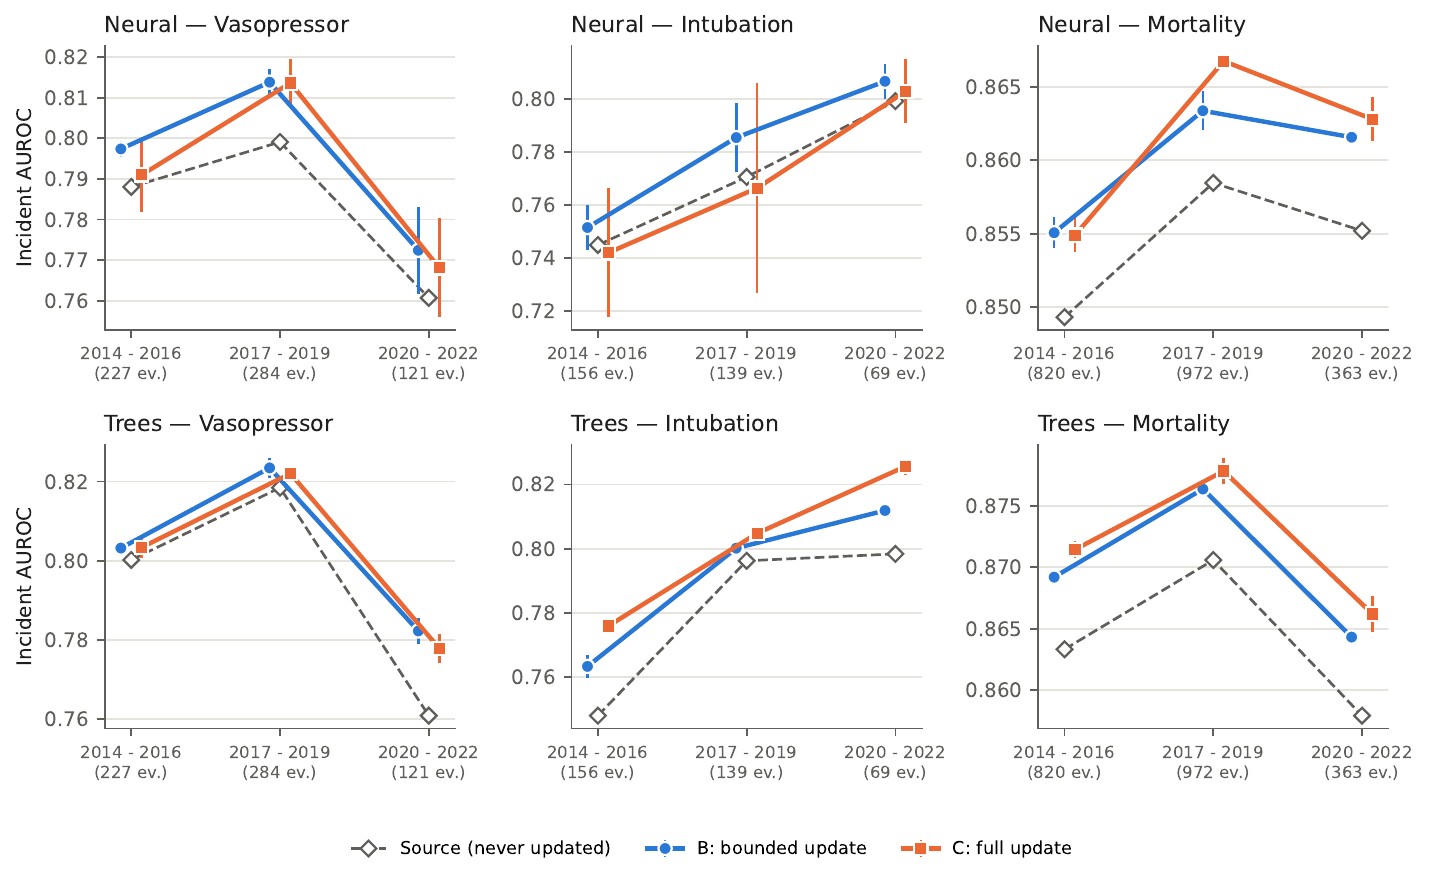 Neural — Vasopressor
Neural — Intubation
Neural — Mortality
Incident AUROC
0.82
0.81
0.80
0.79
0.78
0.77
0.76
0.80
0.78
0.76
0.74
0.72
0.865
0.860
0.855
0.850
2014 - 2016
(227 ev.)
2017 - 2019
(284 ev.)
2020 - 2022
(121 ev.)
2014 - 2016
(156 ev.)
2017 - 2019
(139 ev.)
2020 - 2022
(69 ev.)
2014 - 2016
(820 ev.)
2017 - 2019
(972 ev.)
2020 - 2022
(363 ev.)
Trees — Vasopressor
Trees — Intubation
Trees — Mortality
Incident AUROC
0.82
0.80
0.78
0.76
0.82
0.80
0.78
0.76
0.875
0.870
0.865
0.860
2014 - 2016
(227 ev.)
2017 - 2019
(284 ev.)
2020 - 2022
(121 ev.)
2014 - 2016
(156 ev.)
2017 - 2019
(139 ev.)
2020 - 2022
(69 ev.)
2014 - 2016
(820 ev.)
2017 - 2019
(972 ev.)
2020 - 2022
(363 ev.)
Source (never updated)
B: bounded update
C: full update